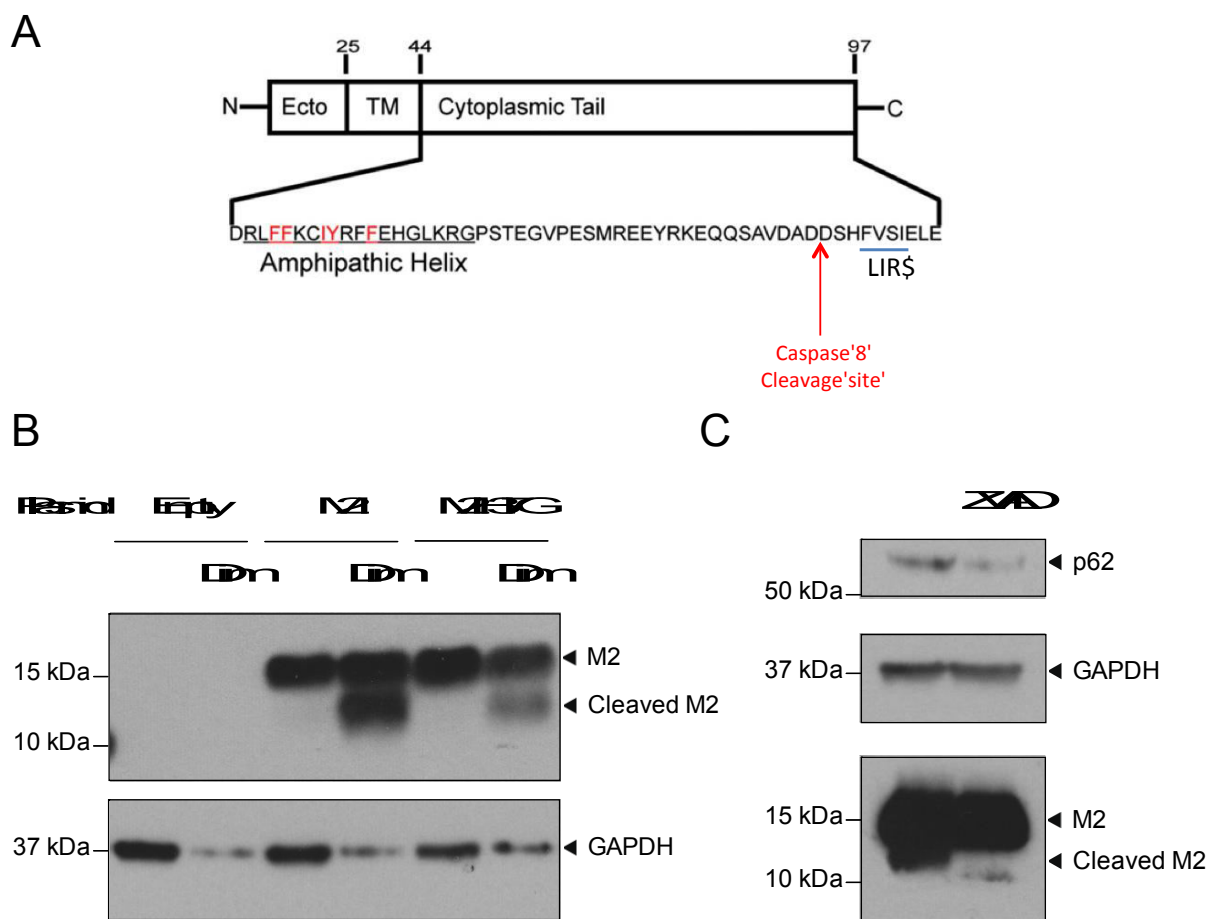 A
25 44 97
N Ecto TM Cytoplasmic Tail C
DRLFFKCIYRFFEHGLKRGPSTEGVPESMREEYRKEQQSAVDADDSHFVSIELE
Amphipathic Helix
LIR$
Caspase'8'
Cleavage'site'
B
Empty
15 kDa
M2
Cleaved M2
10 kDa
37 kDa
GAPDH
C
ZVAD
p62
50 kDa
37 kDa
GAPDH
15 kDa
M2
Cleaved M2
10 kDa